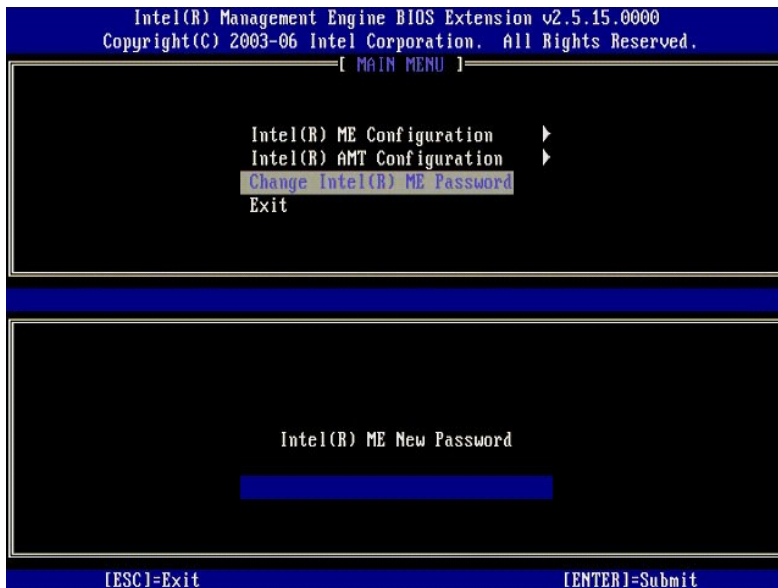 Intel(R) Management Engine BIOS Extension v2.5.15.0000
Copyright(C) 2003-06 Intel Corporation. All Rights Reserved.
[ MAIN MENU ]
Intel(R) ME Configuration
Intel(R) AMT Configuration
Change Intel(R) ME Password
Exit
Intel(R) ME New Password
[ESC]=Exit [ENTER]=Submit